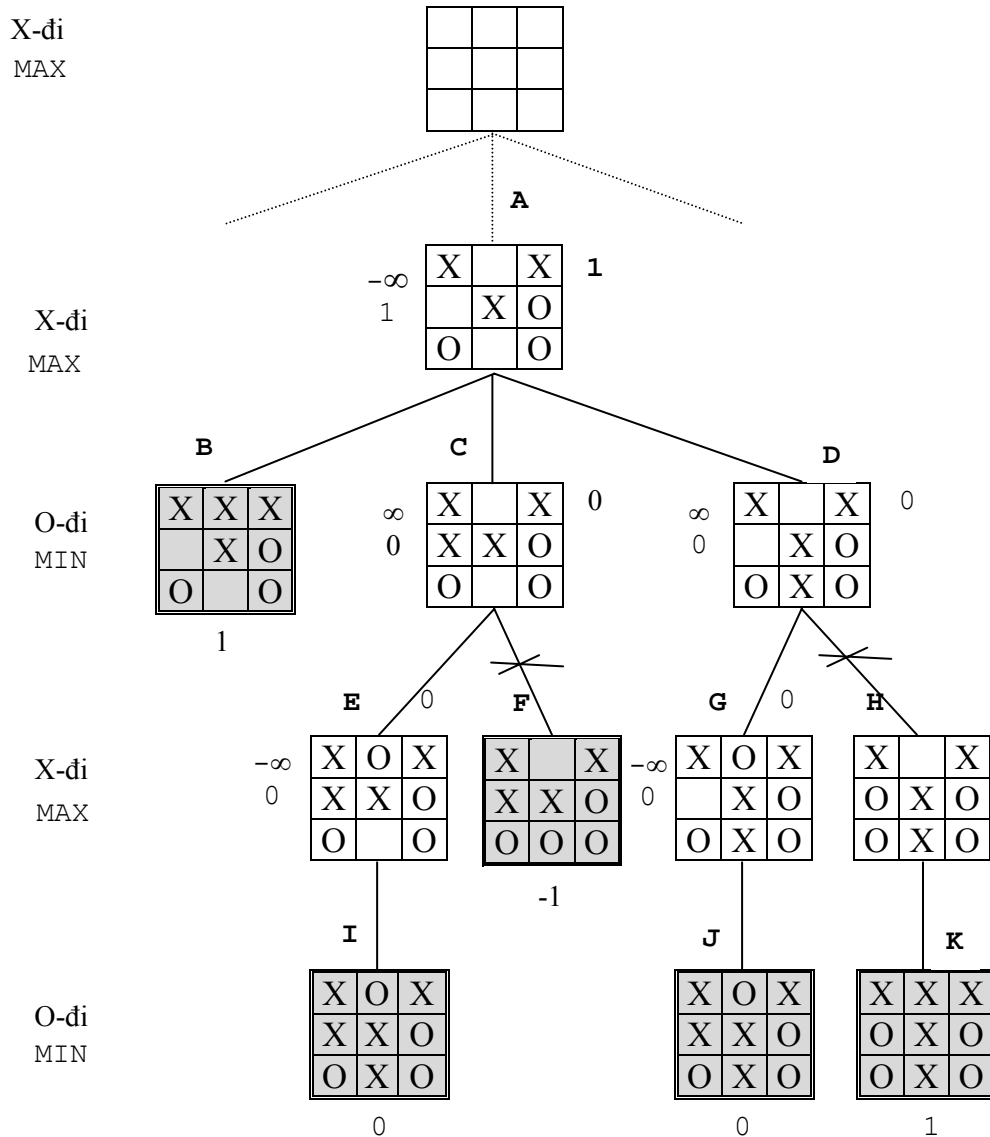 X-đi
MAX
A
-∞ X X 1
1 X O
O O
X-đi
MAX
B C D
X X X
X O
O O
1
O-đi
MIN
∞ X X 0
0 X X O
O O
∞ X X 0
0 X O
O X O
E 0 F G 0 H
X-đi
MAX
-∞ X O X
0 X X O
O O
X X
X X O
O O O
-1
-∞ X O X
0 X O
O X O
X X
O X O
O X O
I J K
O-đi
MIN
X O X
X X O
O X O
0
X O X
X X O
O X O
0
X X X
O X O
O X O
1